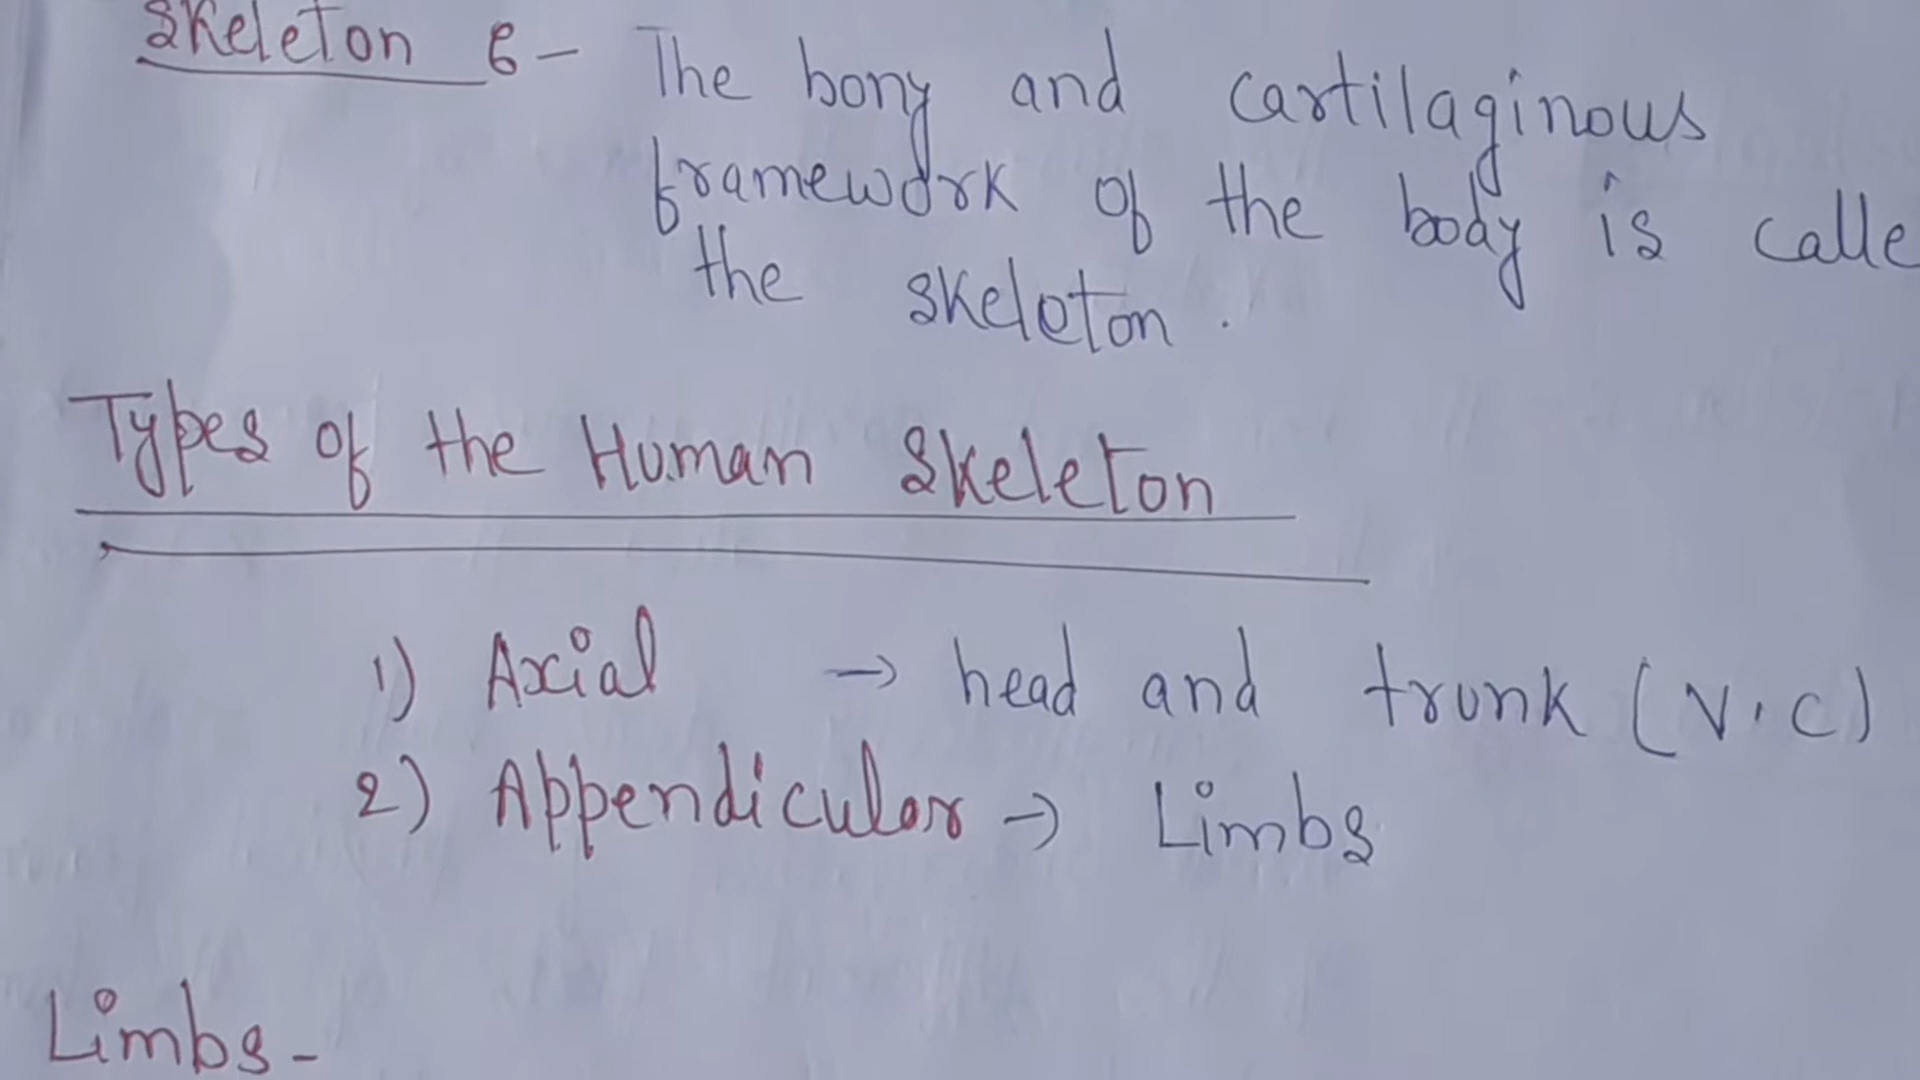 Skeleton :- The bony and cartilaginous
framework of the body is calle
the skeleton.
Types of the Human Skeleton
1) Axial → head and trunk (V.C)
2) Appendicular → Limbs
Limbs -